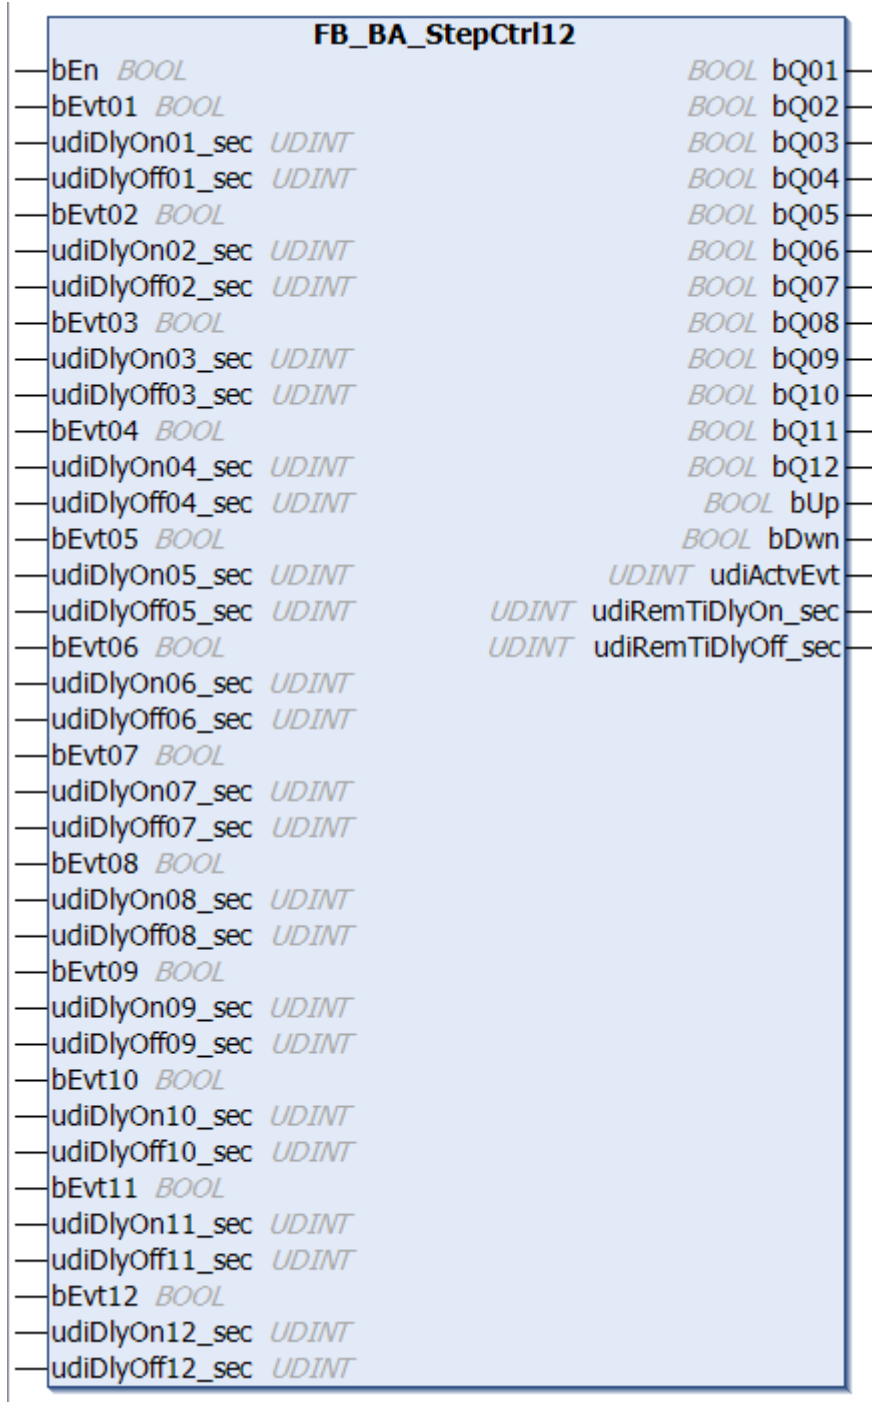 FB_BA_StepCtrl12
bEn BOOL BOOL bQ01
bEvt01 BOOL BOOL bQ02
udiDlyOn01_sec UDINT BOOL bQ03
udiDlyOff01_sec UDINT BOOL bQ04
bEvt02 BOOL BOOL bQ05
udiDlyOn02_sec UDINT BOOL bQ06
udiDlyOff02_sec UDINT BOOL bQ07
bEvt03 BOOL BOOL bQ08
udiDlyOn03_sec UDINT BOOL bQ09
udiDlyOff03_sec UDINT BOOL bQ10
bEvt04 BOOL BOOL bQ11
udiDlyOn04_sec UDINT BOOL bQ12
udiDlyOff04_sec UDINT BOOL bUp
bEvt05 BOOL BOOL bDwn
udiDlyOn05_sec UDINT UDINT udiActvEvt
udiDlyOff05_sec UDINT UDINT udiRemTiDlyOn_sec
bEvt06 BOOL UDINT udiRemTiDlyOff_sec
udiDlyOn06_sec UDINT
udiDlyOff06_sec UDINT
bEvt07 BOOL
udiDlyOn07_sec UDINT
udiDlyOff07_sec UDINT
bEvt08 BOOL
udiDlyOn08_sec UDINT
udiDlyOff08_sec UDINT
bEvt09 BOOL
udiDlyOn09_sec UDINT
udiDlyOff09_sec UDINT
bEvt10 BOOL
udiDlyOn10_sec UDINT
udiDlyOff10_sec UDINT
bEvt11 BOOL
udiDlyOn11_sec UDINT
udiDlyOff11_sec UDINT
bEvt12 BOOL
udiDlyOn12_sec UDINT
udiDlyOff12_sec UDINT